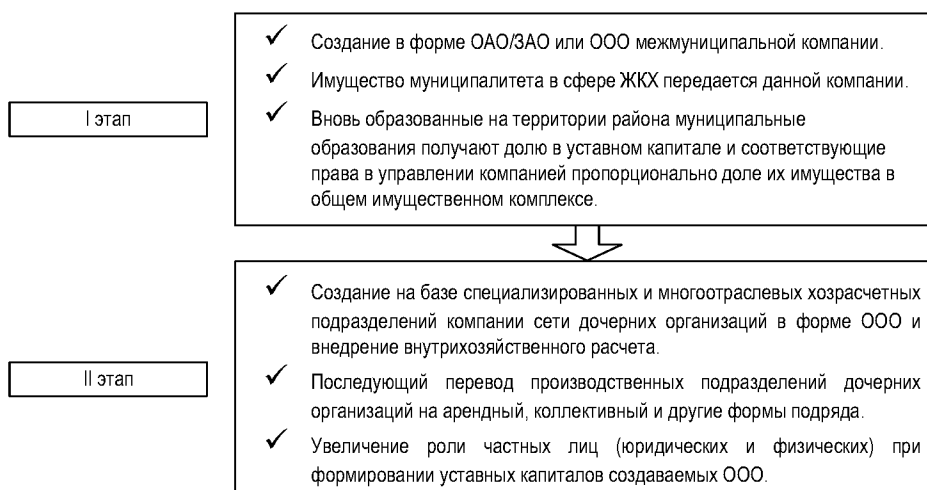 I этап
✓ Создание в форме ОАО/ЗАО или ООО межмуниципальной компании.
✓ Имущество муниципалитета в сфере ЖКХ передается данной компании.
✓ Вновь образованные на территории района муниципальные
образования получают долю в уставном капитале и соответствующие
права в управлении компанией пропорционально доле их имущества в
общем имущественном комплексе.
II этап
✓ Создание на базе специализированных и многоотраслевых хозрасчетных
подразделений компании сети дочерних организаций в форме ООО и
внедрение внутрихозяйственного расчета.
✓ Последующий перевод производственных подразделений дочерних
организаций на арендный, коллективный и другие формы подряда.
✓ Увеличение роли частных лиц (юридических и физических) при
формировании уставных капиталов создаваемых ООО.